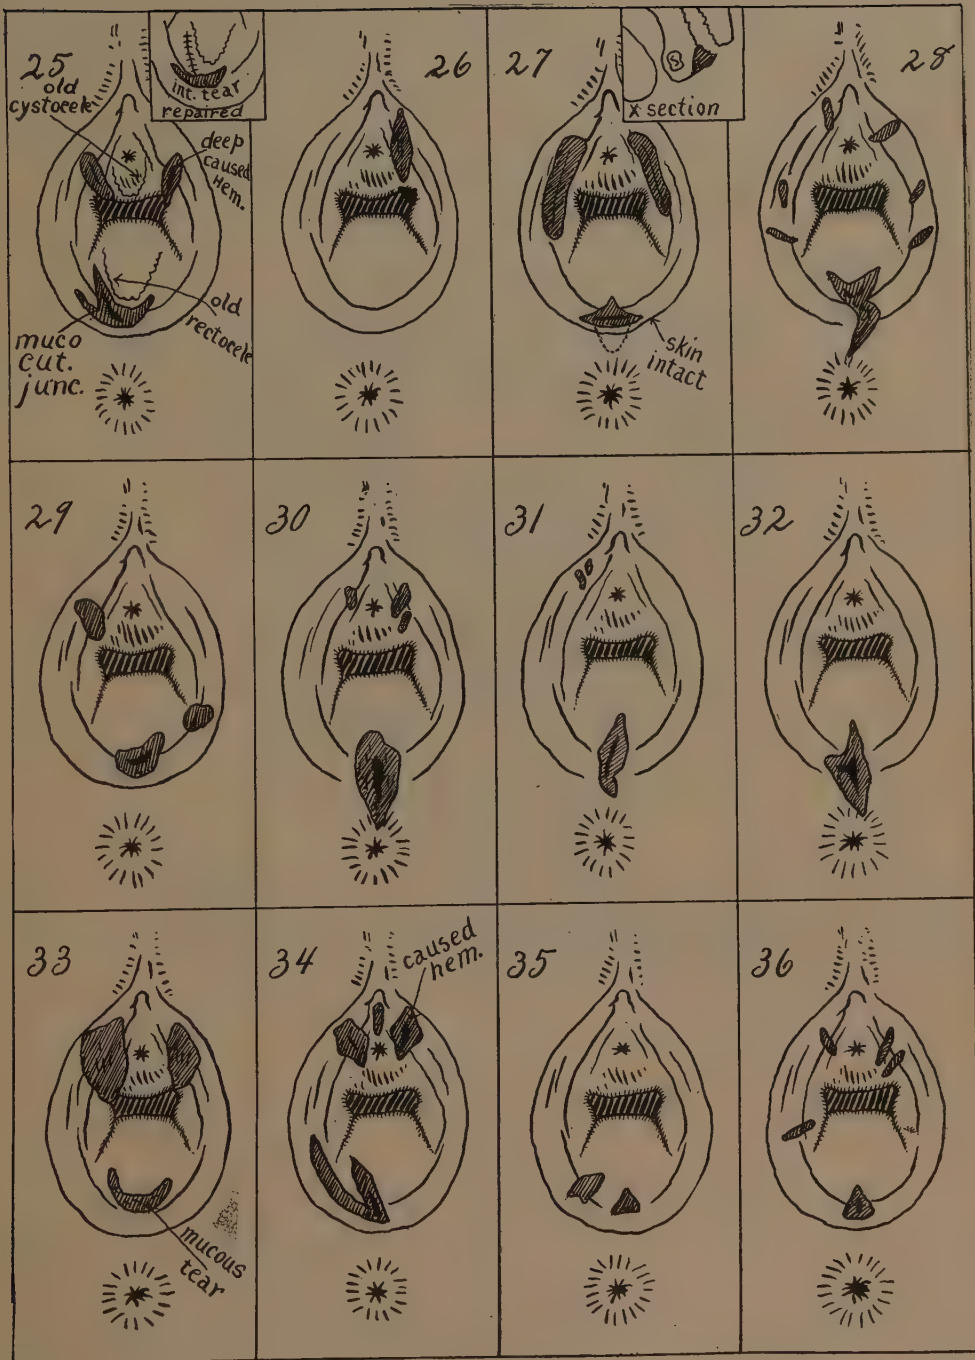 25
old
cystocele
int. tear
repaired
deep
caused
hem.
old
rectocele
muco
cut.
junc.
26
27
x section
skin
intact
28
29
30
31
32
33
mucous
tear
34
caused
hem.
35
36